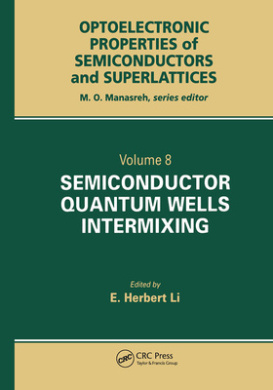 OPTOELECTRONIC
PROPERTIES of
SEMICONDUCTORS
and SUPERLATTICES
M. O. Manasreh, series editor
Volume 8
SEMICONDUCTOR
QUANTUM WELLS
INTERMIXING
Edited by
E. Herbert Li
CRC
CRC Press
Taylor & Francis Group